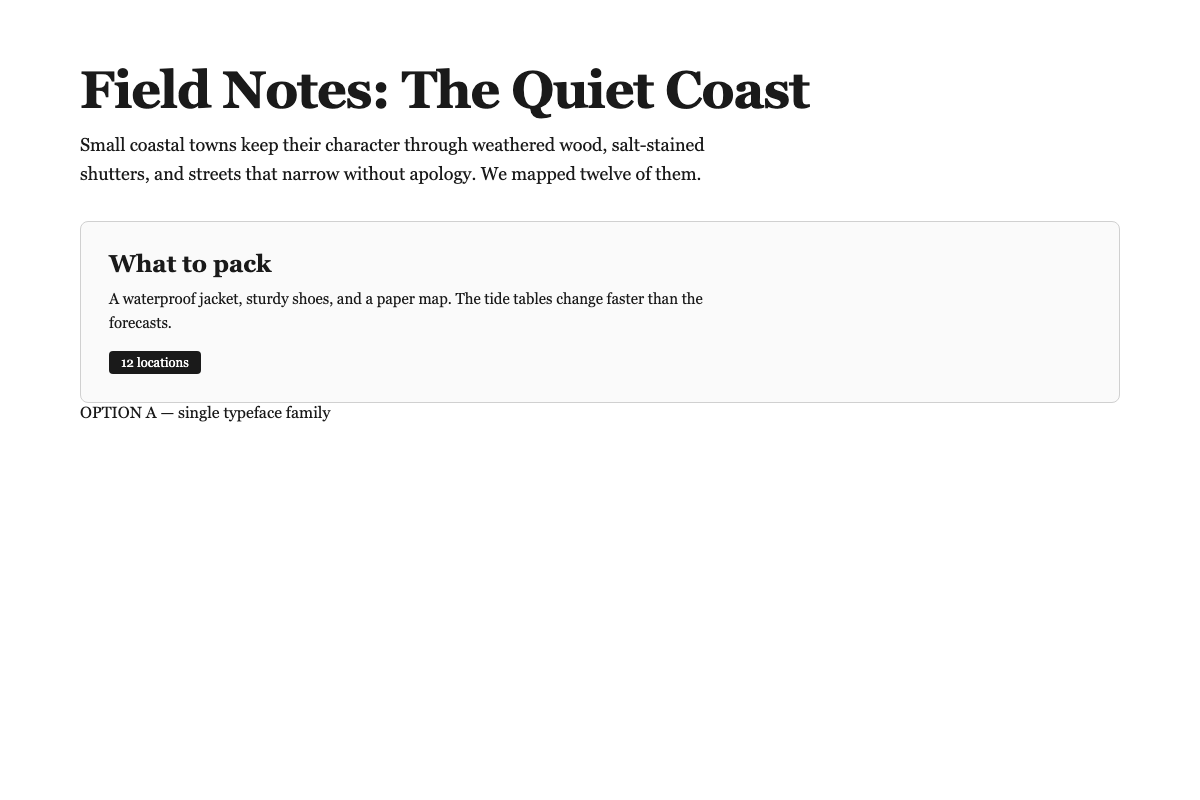 Field Notes: The Quiet Coast
Small coastal towns keep their character through weathered wood, salt-stained
shutters, and streets that narrow without apology. We mapped twelve of them.
What to pack
A waterproof jacket, sturdy shoes, and a paper map. The tide tables change faster than the
forecasts.
12 locations
OPTION A — single typeface family